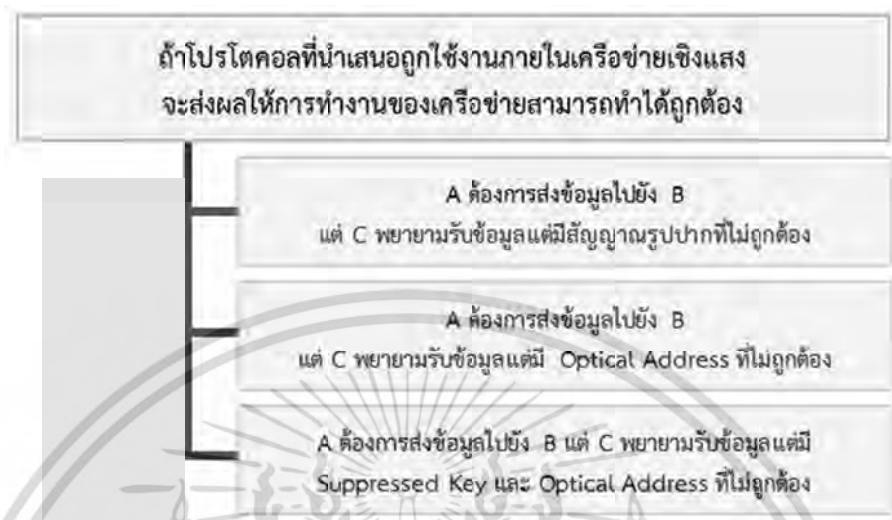 ถ้าโปรโตคอลที่นำเสนอถูกใช้งานภายในเครือข่ายเชิงแสง
จะส่งผลให้การทำงานของเครือข่ายสามารถทำได้ถูกต้อง
A ต้องการส่งข้อมูลไปยัง B
แต่ C พยายามรับข้อมูลแต่มีสัญญาณรูปปากที่ไม่ถูกต้อง
A ต้องการส่งข้อมูลไปยัง B
แต่ C พยายามรับข้อมูลแต่มี Optical Address ที่ไม่ถูกต้อง
A ต้องการส่งข้อมูลไปยัง B แต่ C พยายามรับข้อมูลแต่มี
Suppressed Key และ Optical Address ที่ไม่ถูกต้อง